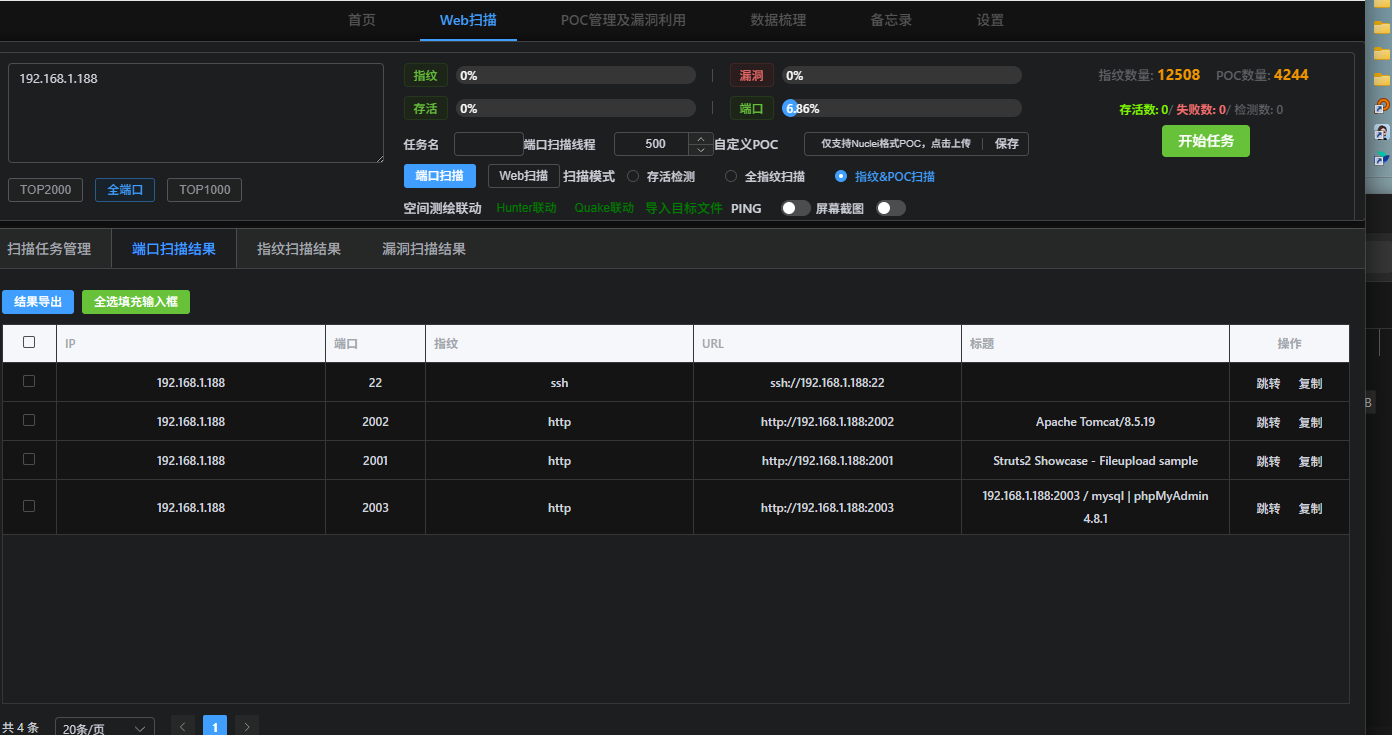 首页 Web扫描 POC管理及漏洞利用 数据梳理 备忘录 设置
192.168.1.188
TOP2000 全端口 TOP1000
指纹 0% 漏洞 0%
存活 0% 端口 6.86%
任务名 端口扫描线程 500 自定义POC 仅支持Nuclei格式POC，点击上传 保存
端口扫描 Web扫描 扫描模式 存活检测 全指纹扫描 指纹&POC扫描
空间测绘联动 Hunter联动 Quake联动 导入目标文件 PING 屏幕截图
指纹数量: 12508 POC数量: 4244
存活数: 0/ 失败数: 0/ 检测数: 0
开始任务
扫描任务管理 端口扫描结果 指纹扫描结果 漏洞扫描结果
结果导出 全选填充输入框
IP 端口 指纹 URL 标题 操作
192.168.1.188 22 ssh ssh://192.168.1.188:22 跳转 复制
192.168.1.188 2002 http http://192.168.1.188:2002 Apache Tomcat/8.5.19 跳转 复制
192.168.1.188 2001 http http://192.168.1.188:2001 Struts2 Showcase - Fileupload sample 跳转 复制
192.168.1.188 2003 http http://192.168.1.188:2003 192.168.1.188:2003 / mysql | phpMyAdmin
4.8.1 跳转 复制
共 4 条 20条/页 1
B